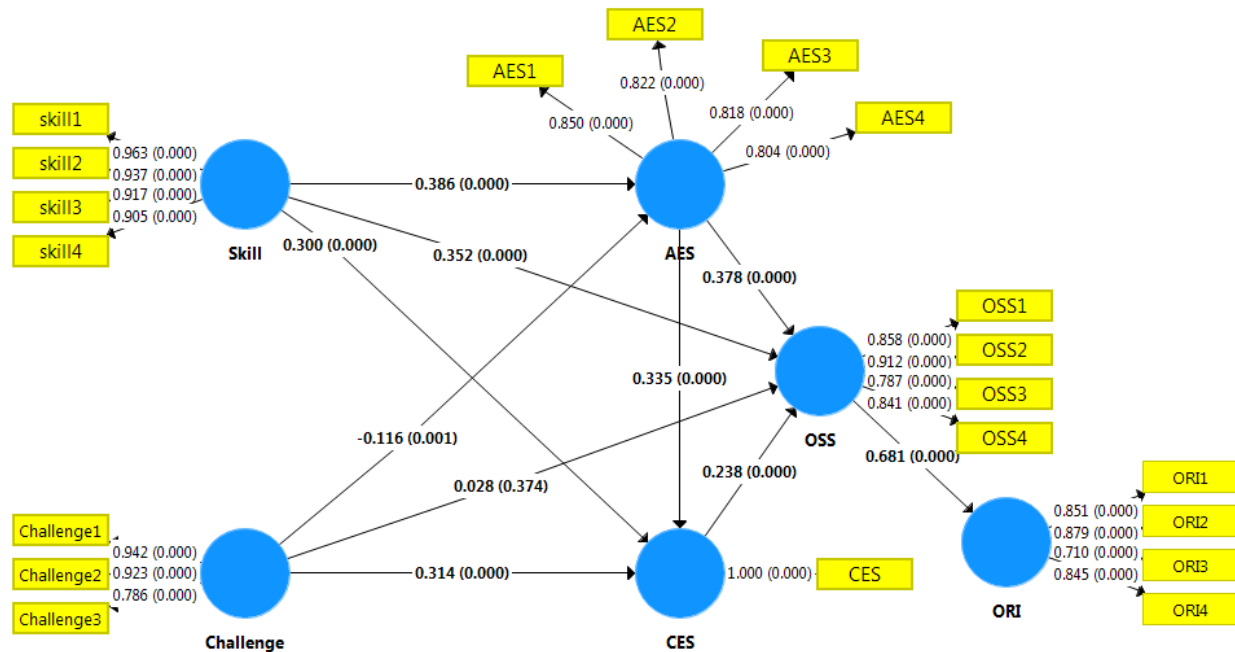 AES2
AES1
AES3
AES4
0.822 (0.000)
0.850 (0.000)
0.818 (0.000)
0.804 (0.000)
skill1
skill2
skill3
skill4
0.963 (0.000)
0.937 (0.000)
0.917 (0.000)
0.905 (0.000)
Skill
0.386 (0.000)
AES
0.300 (0.000)
0.352 (0.000)
0.378 (0.000)
OSS1
OSS2
OSS3
OSS4
0.858 (0.000)
0.912 (0.000)
0.787 (0.000)
0.841 (0.000)
0.335 (0.000)
OSS
-0.116 (0.001)
0.238 (0.000)
0.681 (0.000)
0.028 (0.374)
ORI1
ORI2
ORI3
ORI4
0.851 (0.000)
0.879 (0.000)
0.710 (0.000)
0.845 (0.000)
ORI
Challenge1
Challenge2
Challenge3
0.942 (0.000)
0.923 (0.000)
0.786 (0.000)
Challenge
0.314 (0.000)
1.000 (0.000)
CES
CES